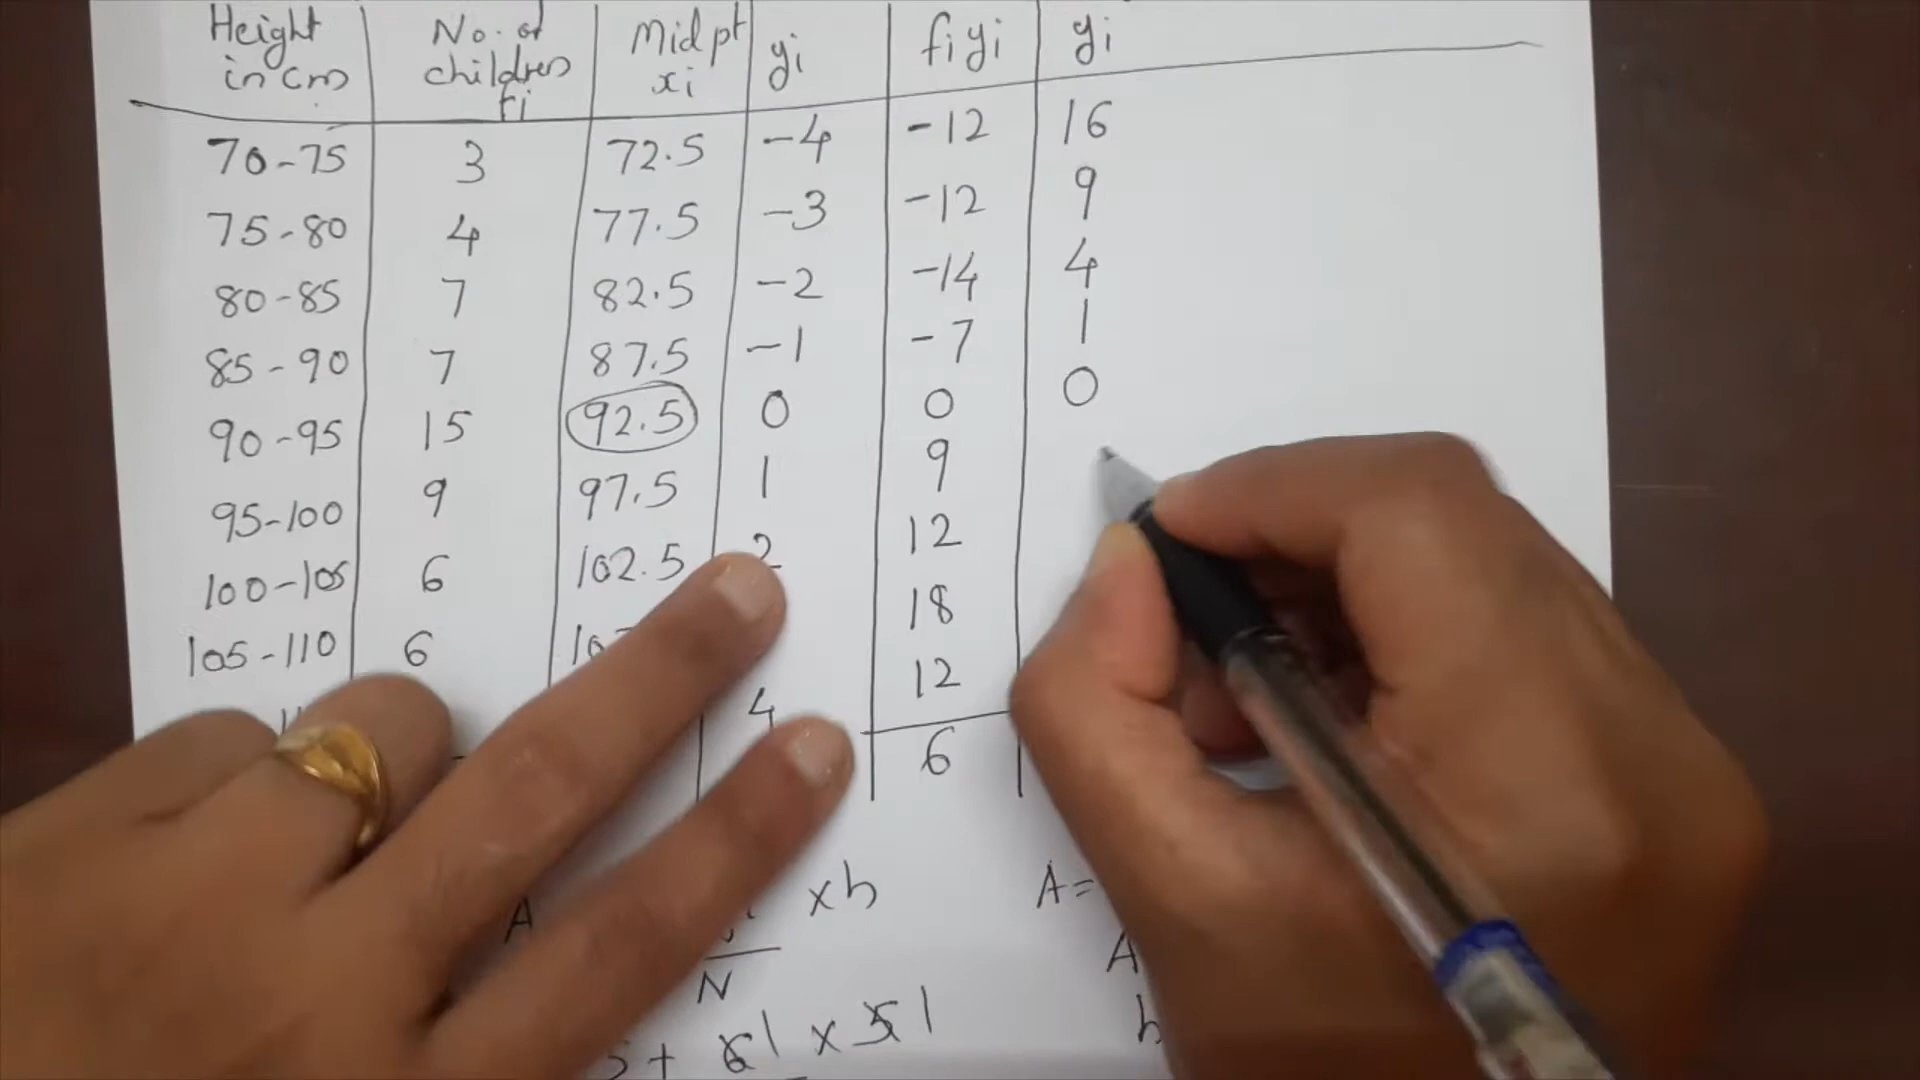 Height in cm No. of children fi Mid pt xi yi fiyi yi
70-75 3 72.5 -4 -12 16
75-80 4 77.5 -3 -12 9
80-85 7 82.5 -2 -14 4
85-90 7 87.5 -1 -7 1
90-95 15 92.5 0 0 0
95-100 9 97.5 1 9
100-105 6 102.5 2 12
105-110 6 18
4 12
6
A xh A=
N A
+ 61 x 51 h